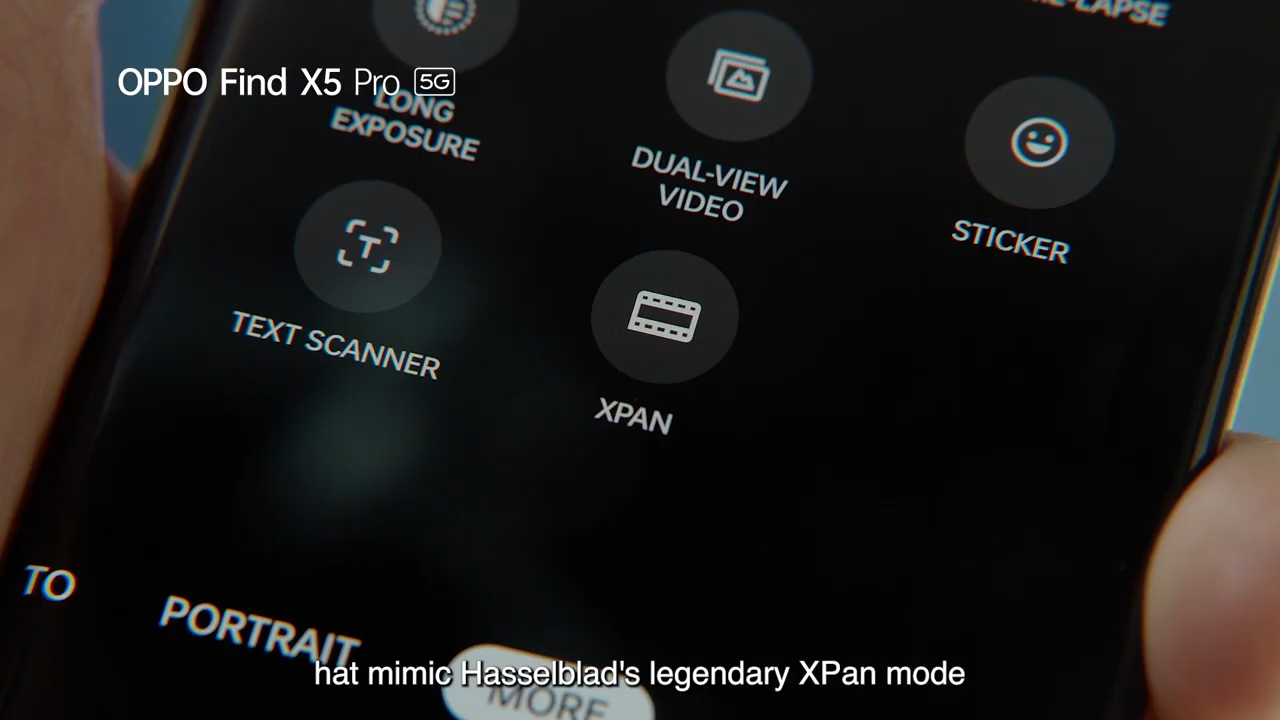 OPPO Find X5 Pro 5G
LONG
EXPOSURE
DUAL-VIEW
VIDEO
STICKER
TEXT SCANNER
XPAN
TO
PORTRAIT
MORE
hat mimic Hasselblad's legendary XPan mode